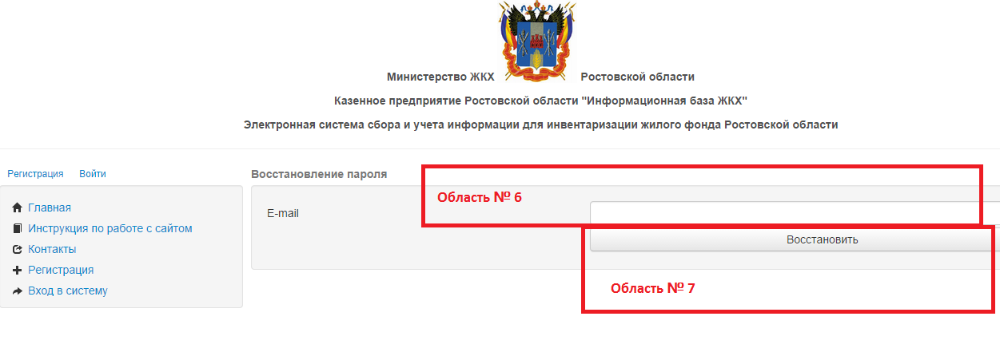 Министерство ЖКХ Ростовской области
Казенное предприятие Ростовской области "Информационная база ЖКХ"
Электронная система сбора и учета информации для инвентаризации жилого фонда Ростовской области
Регистрация Войти
Главная
Инструкция по работе с сайтом
Контакты
Регистрация
Вход в систему
Восстановление пароля
Область № 6
E-mail
Восстановить
Область № 7